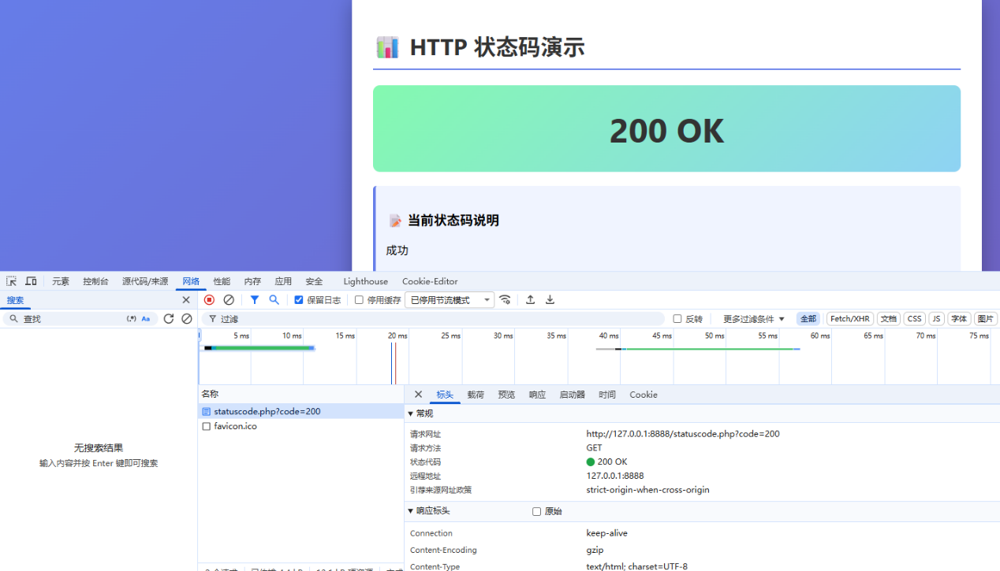 HTTP 状态码演示
200 OK
当前状态码说明
成功
元素 控制台 源代码/来源 网络 性能 内存 应用 安全 Lighthouse Cookie-Editor
搜索 保留日志 停用缓存 已停用节流模式
查找 (.*) Aa 过滤 反转 更多过滤条件 全部 Fetch/XHR 文档 CSS JS 字体 图片
5 ms 10 ms 15 ms 20 ms 25 ms 30 ms 35 ms 40 ms 45 ms 50 ms 55 ms 60 ms 65 ms 70 ms 75 ms
名称
statuscode.php?code=200
favicon.ico
无搜索结果
输入内容并按 Enter 键即可搜索
标头 载荷 预览 响应 启动器 时间 Cookie
常规
请求网址 http://127.0.0.1:8888/statuscode.php?code=200
请求方法 GET
状态代码 200 OK
远程地址 127.0.0.1:8888
引荐来源网址政策 strict-origin-when-cross-origin
响应标头 原始
Connection keep-alive
Content-Encoding gzip
Content-Type text/html; charset=UTF-8